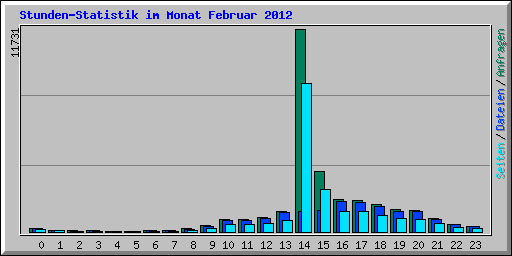 Stunden-Statistik im Monat Februar 2012
11731
Seiten/Dateien/Anfragen
0 1 2 3 4 5 6 7 8 9 10 11 12 13 14 15 16 17 18 19 20 21 22 23